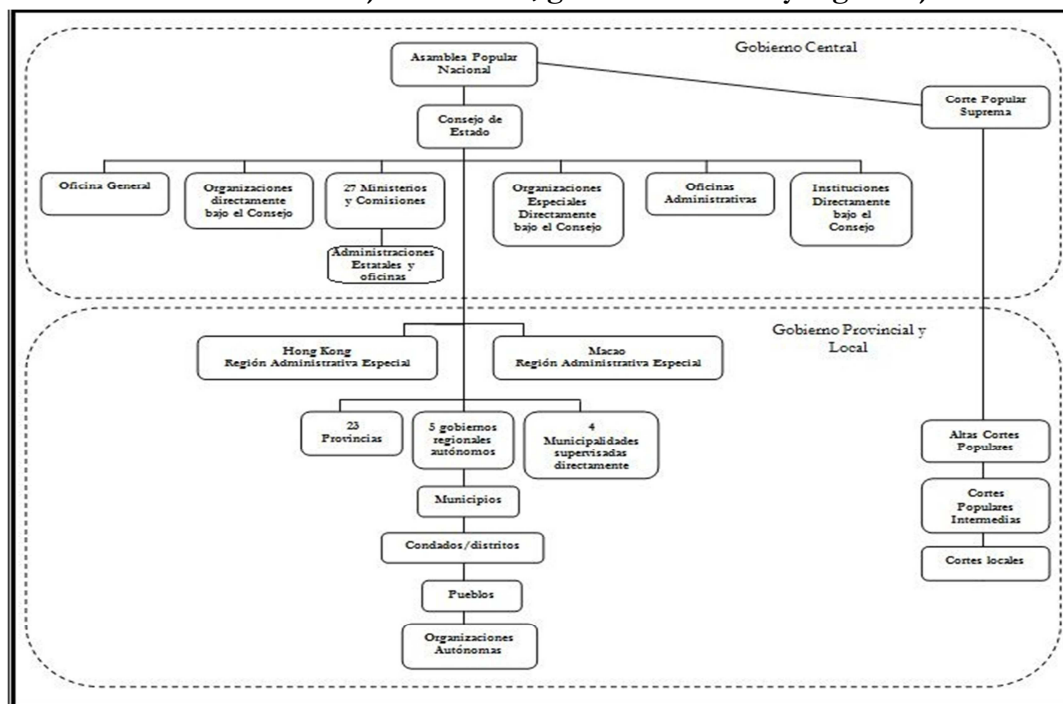 Gobierno Central
Asamblea Popular
Nacional
Corte Popular
Suprema
Consejo de
Estado
Oficina General
Organizaciones
directamente
bajo el Consejo
27 Ministerios
y Comisiones
Organizaciones
Especiales
Directamente
bajo el Consejo
Oficinas
Administrativas
Instituciones
Directamente
bajo el
Consejo
Administraciones
Estatales y
oficinas
Gobierno Provincial y
Local
Hong Kong
Región Administrativa Especial
Macao
Región Administrativa Especial
23
Provincias
5 gobiernos
regionales
autónomos
4
Municipalidades
supervisadas
directamente
Altas Cortes
Populares
Municipios
Cortes
Populares
Intermedias
Condados/distritos
Cortes locales
Pueblos
Organizaciones
Autónomas